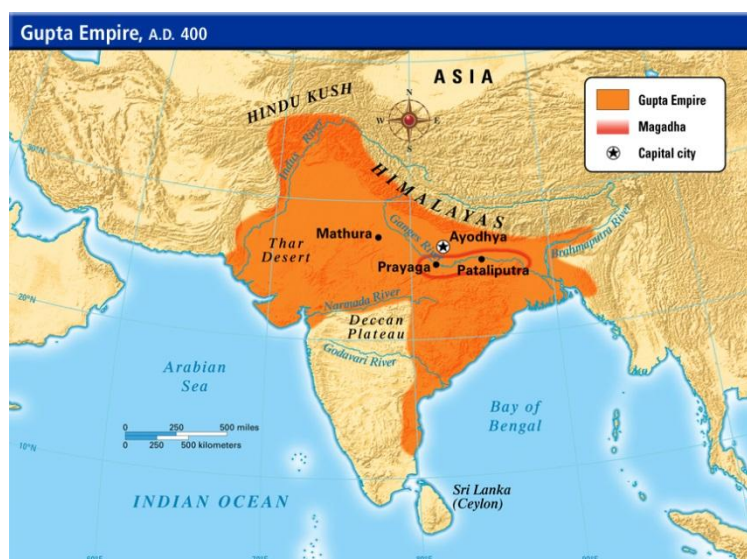 Gupta Empire, A.D. 400
ASIA
N
W
E
S
HINDU KUSH
Gupta Empire
Magadha
Capital city
Indus River
30°N
HIMALAYAS
Ganges River
Ayodhya
Brahmaputra River
Mathura
Thar
Desert
Prayaga
Pataliputra
20°N
Narmada River
Deccan
Plateau
Godavari River
Arabian
Sea
Bay of
Bengal
0 250 500 miles
0 250 500 kilometers
10°N
Sri Lanka
(Ceylon)
INDIAN OCEAN